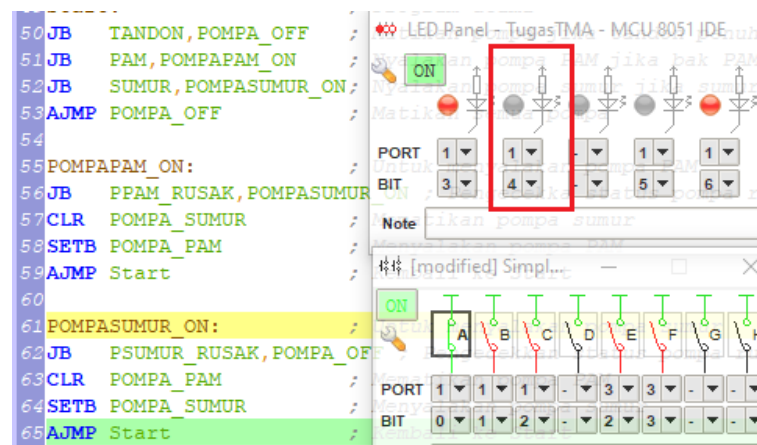 50 JB TANDON,POMPA_OFF ;
51 JB PAM,POMPAPAM_ON ;
52 JB SUMUR,POMPASUMUR_ON;
53 AJMP POMPA_OFF ;
54
55 POMPAPAM_ON: ;
56 JB PPAM_RUSAK,POMPASUMUR_ON ;
57 CLR POMPA_SUMUR ;
58 SETB POMPA_PAM ;
59 AJMP Start ;
60
61 POMPASUMUR_ON: ;
62 JB PSUMUR_RUSAK,POMPA_OFF
63 CLR POMPA_PAM ;
64 SETB POMPA_SUMUR ;
65 AJMP Start ;
LED Panel - TugasTMA - MCU 8051 IDE
ON
PORT 1 1 - 1 1
BIT 3 4 - 5 6
Note
[modified] Simpl...
ON
A B C D E F G H
PORT 1 1 1 - 3 3 - -
BIT 0 1 2 - 2 3 - -